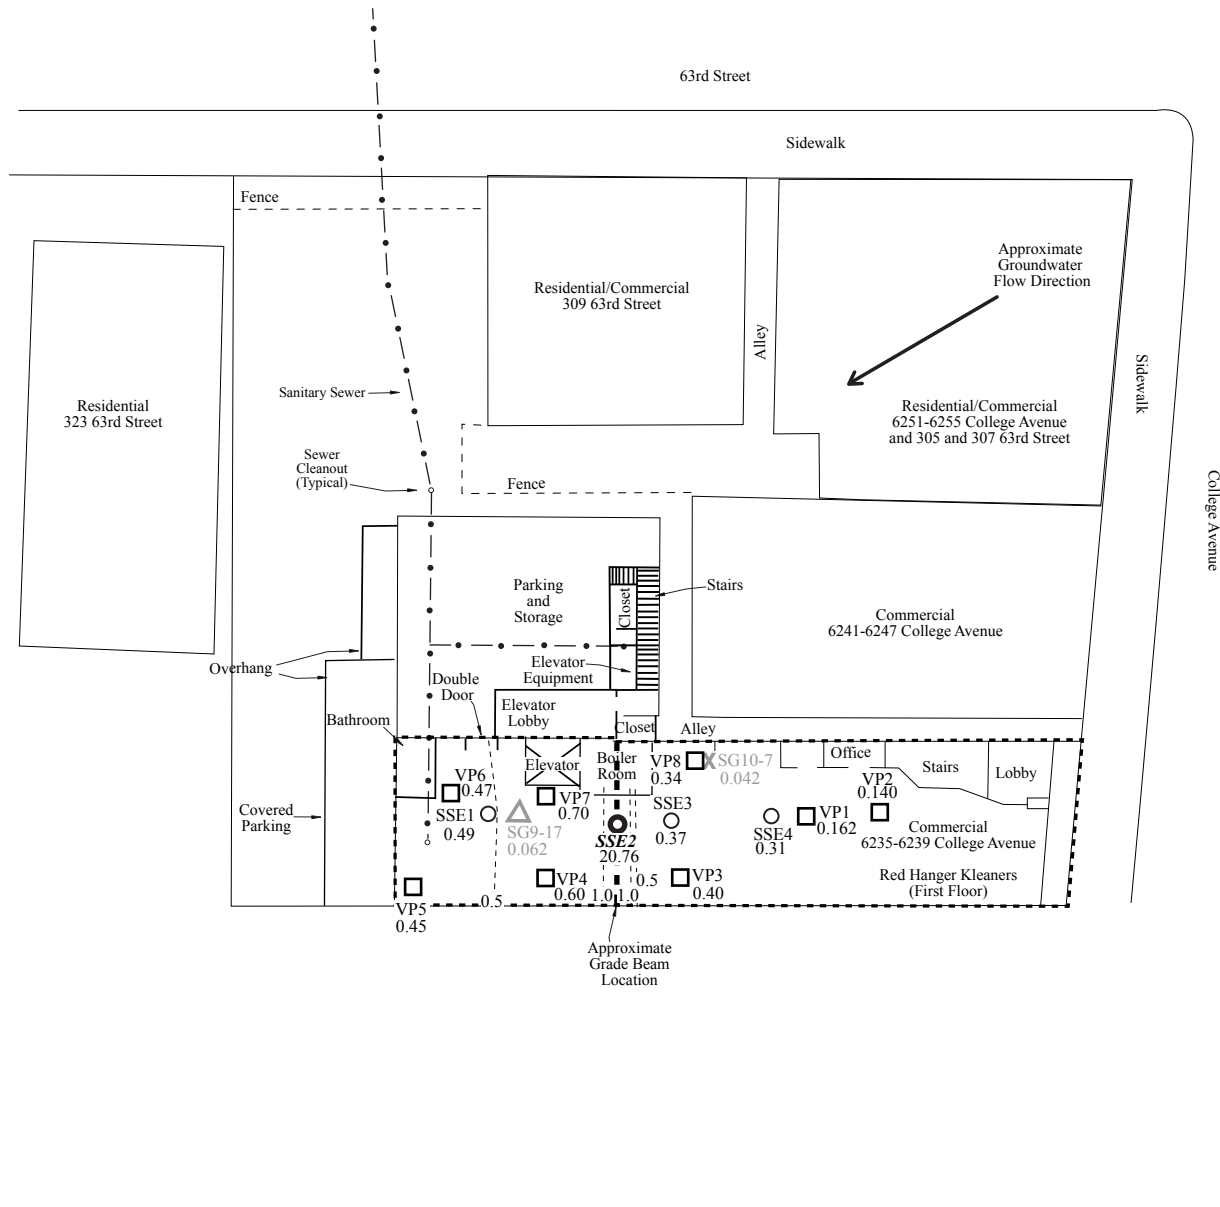 63rd Street
Sidewalk
Fence
Approximate
Groundwater
Flow Direction
Residential/Commercial
309 63rd Street
Alley
Sidewalk
Sanitary Sewer
Residential
323 63rd Street
Residential/Commercial
6251-6255 College Avenue
and 305 and 307 63rd Street
Sewer
Cleanout
(Typical)
Fence
College Avenue
Parking
and
Storage
Closet
Stairs
Commercial
6241-6247 College Avenue
Overhang
Elevator
Equipment
Double
Door
Elevator
Lobby
Bathroom
Closet
Alley
Elevator
Boiler
Room
VP8
0.34
SG10-7
0.042
Office
Stairs
Lobby
VP6
0.47
VP7
0.70
SSE3
0.37
VP2
0.140
Covered
Parking
SSE1
0.49
SG9-17
0.062
SSE2
20.76
SSE4
0.31
VP1
0.162
Commercial
6235-6239 College Avenue
Red Hanger Kleaners
(First Floor)
VP5
0.45
0.5
VP4
0.60
1.0
1.0
0.5
VP3
0.40
Approximate
Grade Beam
Location